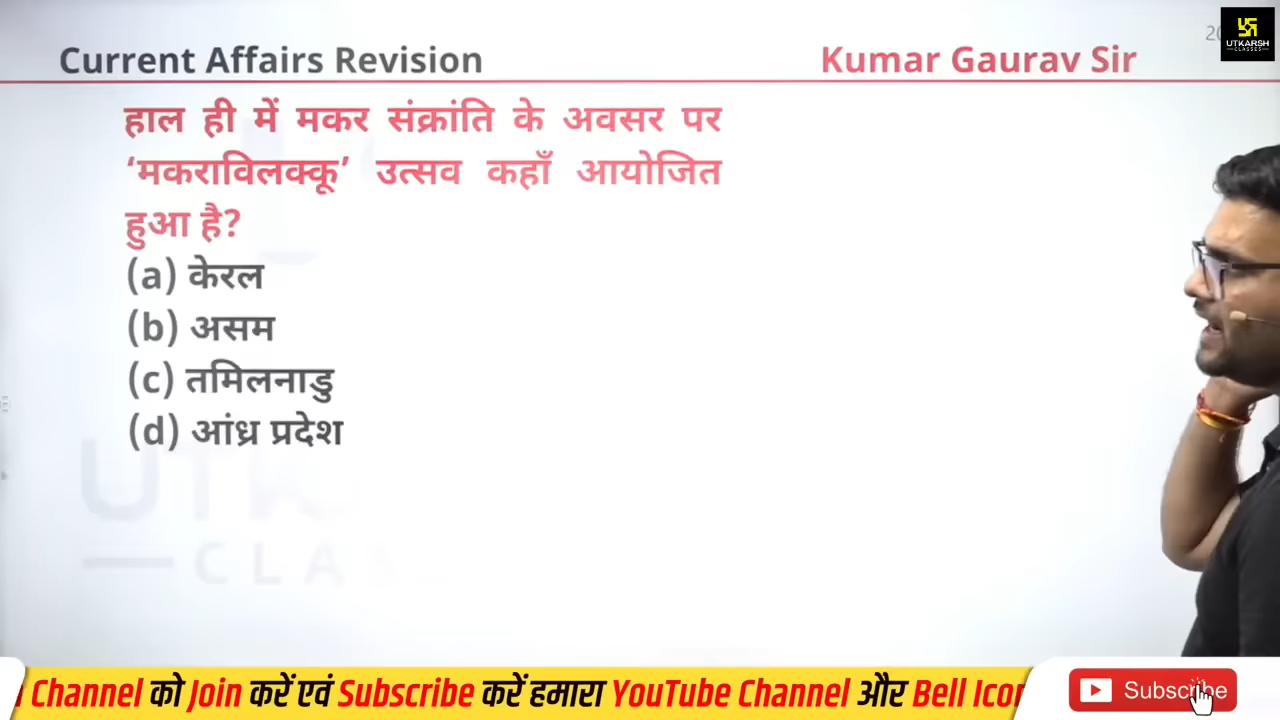 Current Affairs Revision
Kumar Gaurav Sir
UTKARSH
CLASSES
हाल ही में मकर संक्रांति के अवसर पर
‘मकराविलक्कू’ उत्सव कहाँ आयोजित
हुआ है?
(a) केरल
(b) असम
(c) तमिलनाडु
(d) आंध्र प्रदेश
Channel को Join करें एवं Subscribe करें हमारा YouTube Channel और Bell Icon
Subscribe